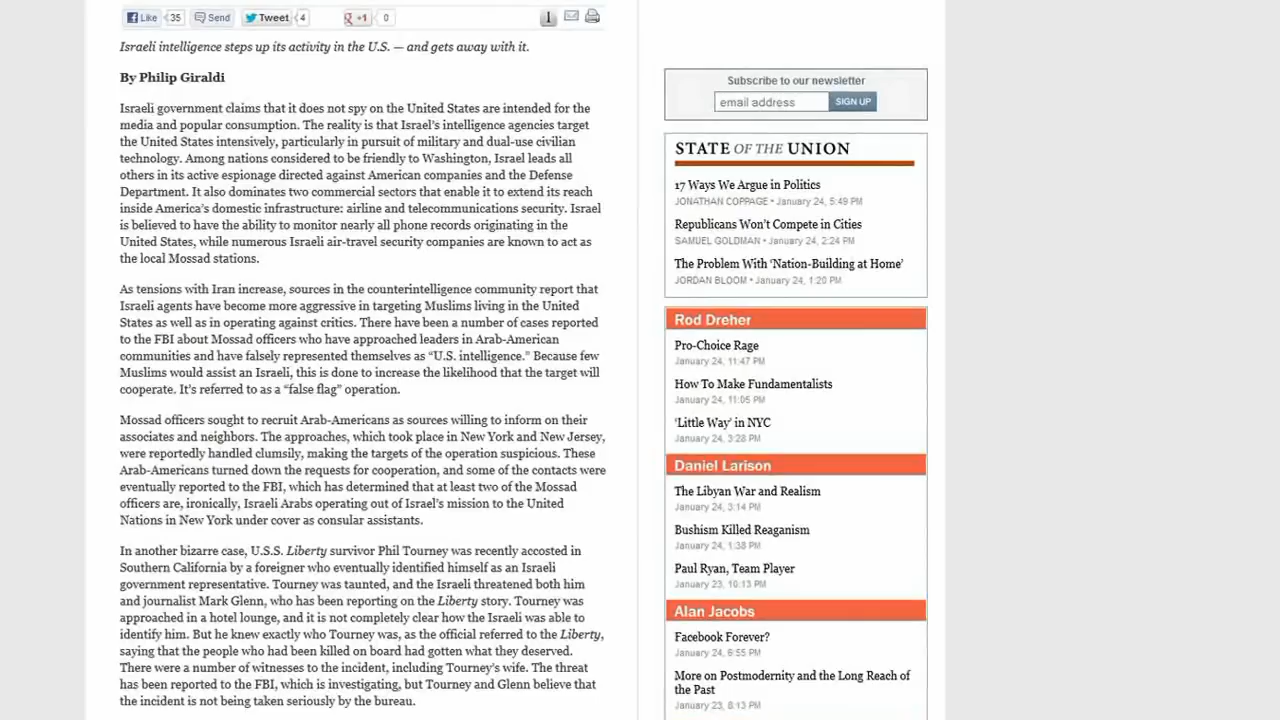 Like 35 Send Tweet 4 +1 0
Israeli intelligence steps up its activity in the U.S. — and gets away with it.
By Philip Giraldi
Israeli government claims that it does not spy on the United States are intended for the
media and popular consumption. The reality is that Israel's intelligence agencies target
the United States intensively, particularly in pursuit of military and dual-use civilian
technology. Among nations considered to be friendly to Washington, Israel leads all
others in its active espionage directed against American companies and the Defense
Department. It also dominates two commercial sectors that enable it to extend its reach
inside America's domestic infrastructure: airline and telecommunications security. Israel
is believed to have the ability to monitor nearly all phone records originating in the
United States, while numerous Israeli air-travel security companies are known to act as
the local Mossad stations.
As tensions with Iran increase, sources in the counterintelligence community report that
Israeli agents have become more aggressive in targeting Muslims living in the United
States as well as in operating against critics. There have been a number of cases reported
to the FBI about Mossad officers who have approached leaders in Arab-American
communities and have falsely represented themselves as “U.S. intelligence.” Because few
Muslims would assist an Israeli, this is done to increase the likelihood that the target will
cooperate. It's referred to as a “false flag” operation.
Mossad officers sought to recruit Arab-Americans as sources willing to inform on their
associates and neighbors. The approaches, which took place in New York and New Jersey,
were reportedly handled clumsily, making the targets of the operation suspicious. These
Arab-Americans turned down the requests for cooperation, and some of the contacts were
eventually reported to the FBI, which has determined that at least two of the Mossad
officers are, ironically, Israeli Arabs operating out of Israel's mission to the United
Nations in New York under cover as consular assistants.
In another bizarre case, U.S.S. Liberty survivor Phil Tourney was recently accosted in
Southern California by a foreigner who eventually identified himself as an Israeli
government representative. Tourney was taunted, and the Israeli threatened both him
and journalist Mark Glenn, who has been reporting on the Liberty story. Tourney was
approached in a hotel lounge, and it is not completely clear how the Israeli was able to
identify him. But he knew exactly who Tourney was, as the official referred to the Liberty,
saying that the people who had been killed on board had gotten what they deserved.
There were a number of witnesses to the incident, including Tourney's wife. The threat
has been reported to the FBI, which is investigating, but Tourney and Glenn believe that
the incident is not being taken seriously by the bureau.
Subscribe to our newsletter
email address SIGN UP
STATE OF THE UNION
17 Ways We Argue in Politics
JONATHAN COPPAGE • January 24, 5:49 PM
Republicans Won't Compete in Cities
SAMUEL GOLDMAN • January 24, 2:24 PM
The Problem With ‘Nation-Building at Home’
JORDAN BLOOM • January 24, 1:20 PM
Rod Dreher
Pro-Choice Rage
January 24, 11:47 PM
How To Make Fundamentalists
January 24, 11:05 PM
‘Little Way’ in NYC
January 24, 3:28 PM
Daniel Larison
The Libyan War and Realism
January 24, 3:14 PM
Bushism Killed Reaganism
January 24, 1:38 PM
Paul Ryan, Team Player
January 23, 10:13 PM
Alan Jacobs
Facebook Forever?
January 24, 6:55 PM
More on Postmodernity and the Long Reach of
the Past
January 23, 8:13 PM